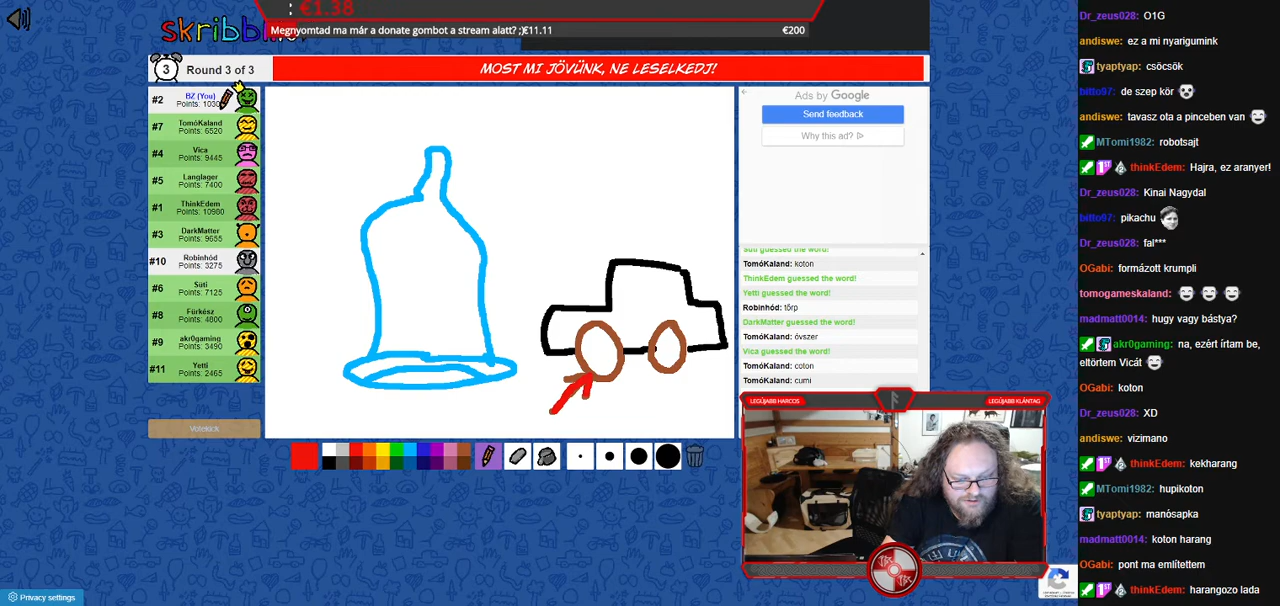 €1.38
Megnyomtad ma már a donate gombot a stream alatt? ;)€11.11
€200
skribbl
3
Round 3 of 3
MOST MI JÖVÜNK, NE LESELKEDJ!
#2
BZ (You)
#7
TomóKaland
Points: 6520
#4
Vica
Points: 9445
#5
Langlager
Points: 7400
#1
ThinkEdem
Points: 10980
#3
DarkMatter
Points: 9655
#10
Robinhód
Points: 3275
#6
Süti
Points: 7125
#8
Fürkész
Points: 4800
#9
akr0gaming
Points: 3490
#11
Yetti
Points: 2465
Votekick
Ads by Google
Send feedback
Why this ad?
Süti guessed the word!
TomóKaland: koton
ThinkEdem guessed the word!
Yetti guessed the word!
Robinhód: tőrp
DarkMatter guessed the word!
TomóKaland: óvszer
Vica guessed the word!
TomóKaland: coton
TomóKaland: cumi
LEGÚJABB HARCOS
LEGÚJABB KLÁNTAG
Privacy settings
Dr_zeus028: O1G
andiswe: ez a mi nyarigumink
tyaptyap: csöcsök
bitto97: de szep kör
andiswe: tavasz ota a pinceben van
MTomi1982: robotsajt
thinkEdem: Hajra, ez aranyer!
Dr_zeus028: Kinai Nagydal
bitto97: pikachu
Dr_zeus028: fal***
OGabi: formázott krumpli
tomogameskaland:
madmatt0014: hugy vagy bástya?
akr0gaming: na, ezért írtam be,
eltörtem Vicát
OGabi: koton
Dr_zeus028: XD
andiswe: vizimano
thinkEdem: kekharang
MTomi1982: hupikoton
tyaptyap: manósapka
madmatt0014: koton harang
OGabi: pont ma említettem
thinkEdem: harangozo lada